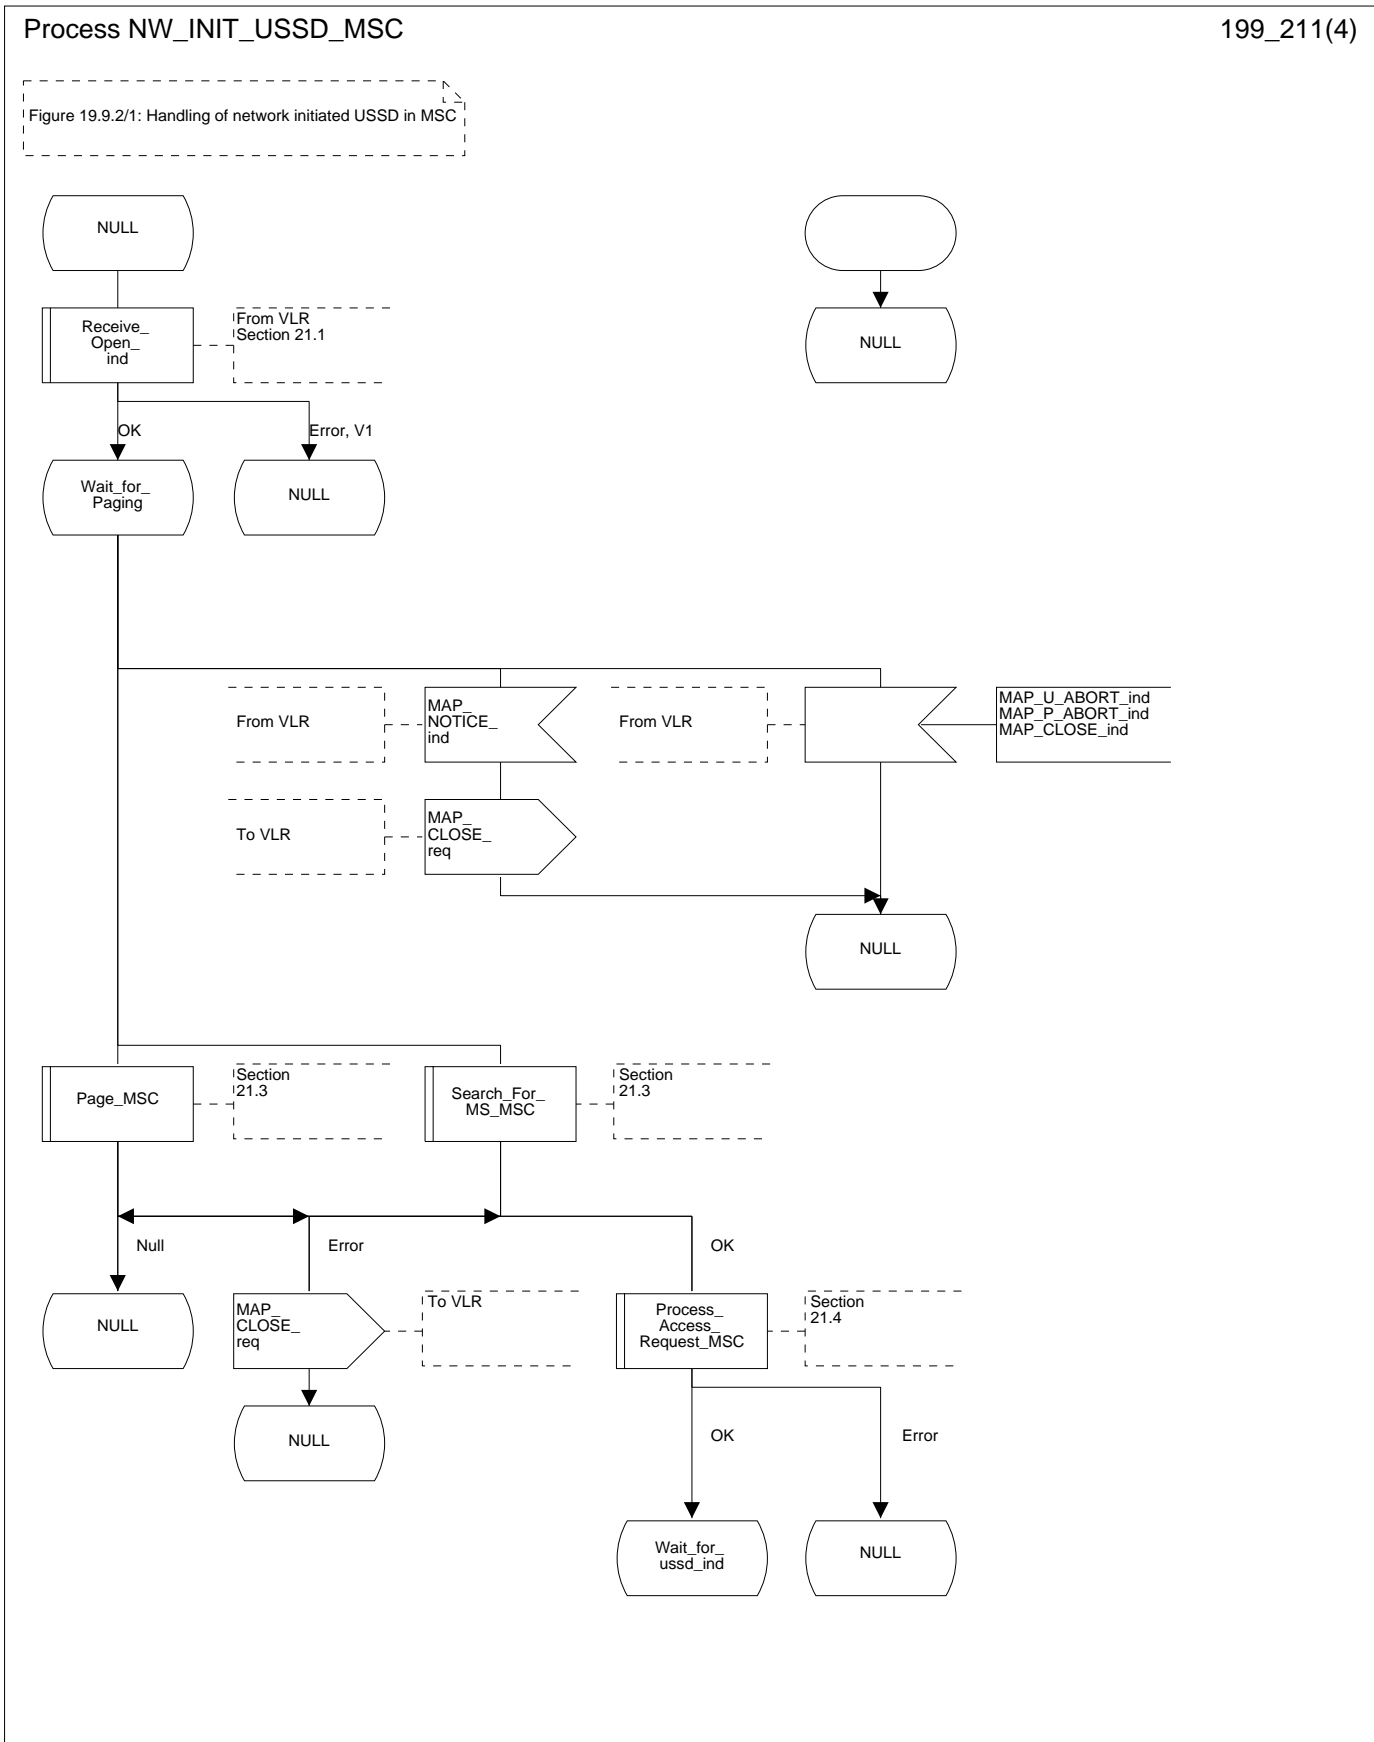 Process NW_INIT_USSD_MSC
199_211(4)
Figure 19.9.2/1: Handling of network initiated USSD in MSC
NULL
Receive_
Open_
ind
From VLR
Section 21.1
NULL
OK
Error, V1
Wait_for_
Paging
NULL
From VLR
MAP_
NOTICE_
ind
From VLR
MAP_U_ABORT_ind
MAP_P_ABORT_ind
MAP_CLOSE_ind
To VLR
MAP_
CLOSE_
req
NULL
Page_MSC
Section
21.3
Search_For_
MS_MSC
Section
21.3
Null
Error
OK
NULL
MAP_
CLOSE_
req
To VLR
Process_
Access_
Request_MSC
Section
21.4
NULL
OK
Error
Wait_for_
ussd_ind
NULL